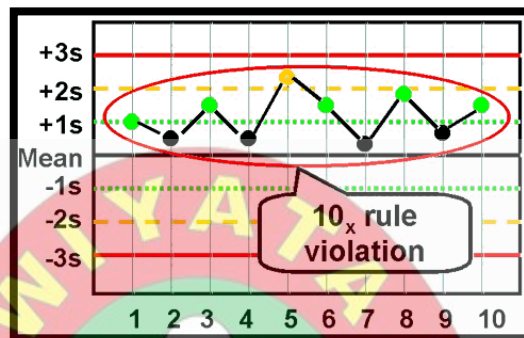 +3s
+2s
+1s
Mean
-1s
-2s
-3s
10x rule
violation
1 2 3 4 5 6 7 8 9 10
WIYATA